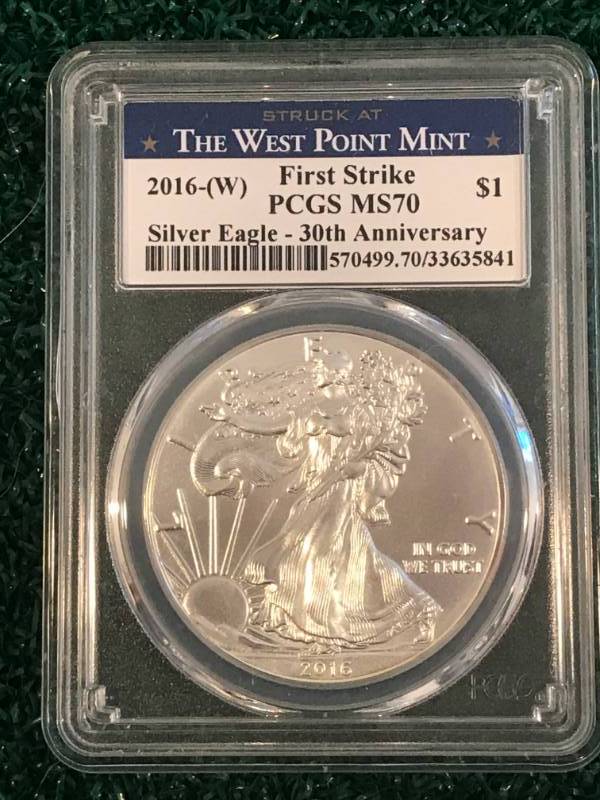 STRUCK AT
THE WEST POINT MINT
2016-(W) First Strike $1
PCGS MS70
Silver Eagle - 30th Anniversary
570499.70/33635841
LIBERTY
IN GOD
WE TRUST
2016
PCGS